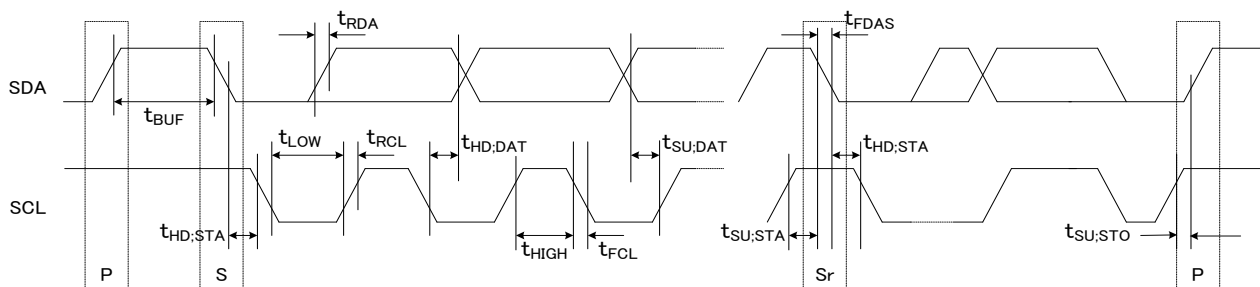 tRDA
tFDAS
SDA
tBUF
tLOW
tRCL
tHD;DAT
tSU;DAT
tHD;STA
SCL
tHD;STA
tHIGH
tFCL
tSU;STA
tSU;STO
P
S
Sr
P